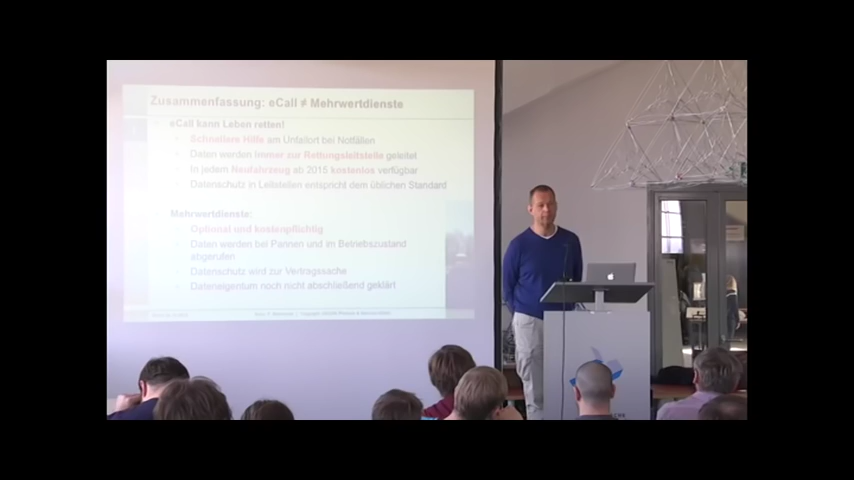 Zusammenfassung: eCall ≠ Mehrwertdienste
eCall kann Leben retten!
Schnellere Hilfe am Unfallort bei Notfällen
Daten werden immer zur Rettungsleitstelle geleitet
In jedem Neufahrzeug ab 2015 kostenlos verfügbar
Datenschutz in Leitstellen entspricht dem üblichen Standard
Mehrwertdienste:
Optional und kostenpflichtig
Daten werden bei Pannen und im Betriebszustand
abgerufen
Datenschutz wird zur Vertragssache
Dateneigentum noch nicht abschließend geklärt